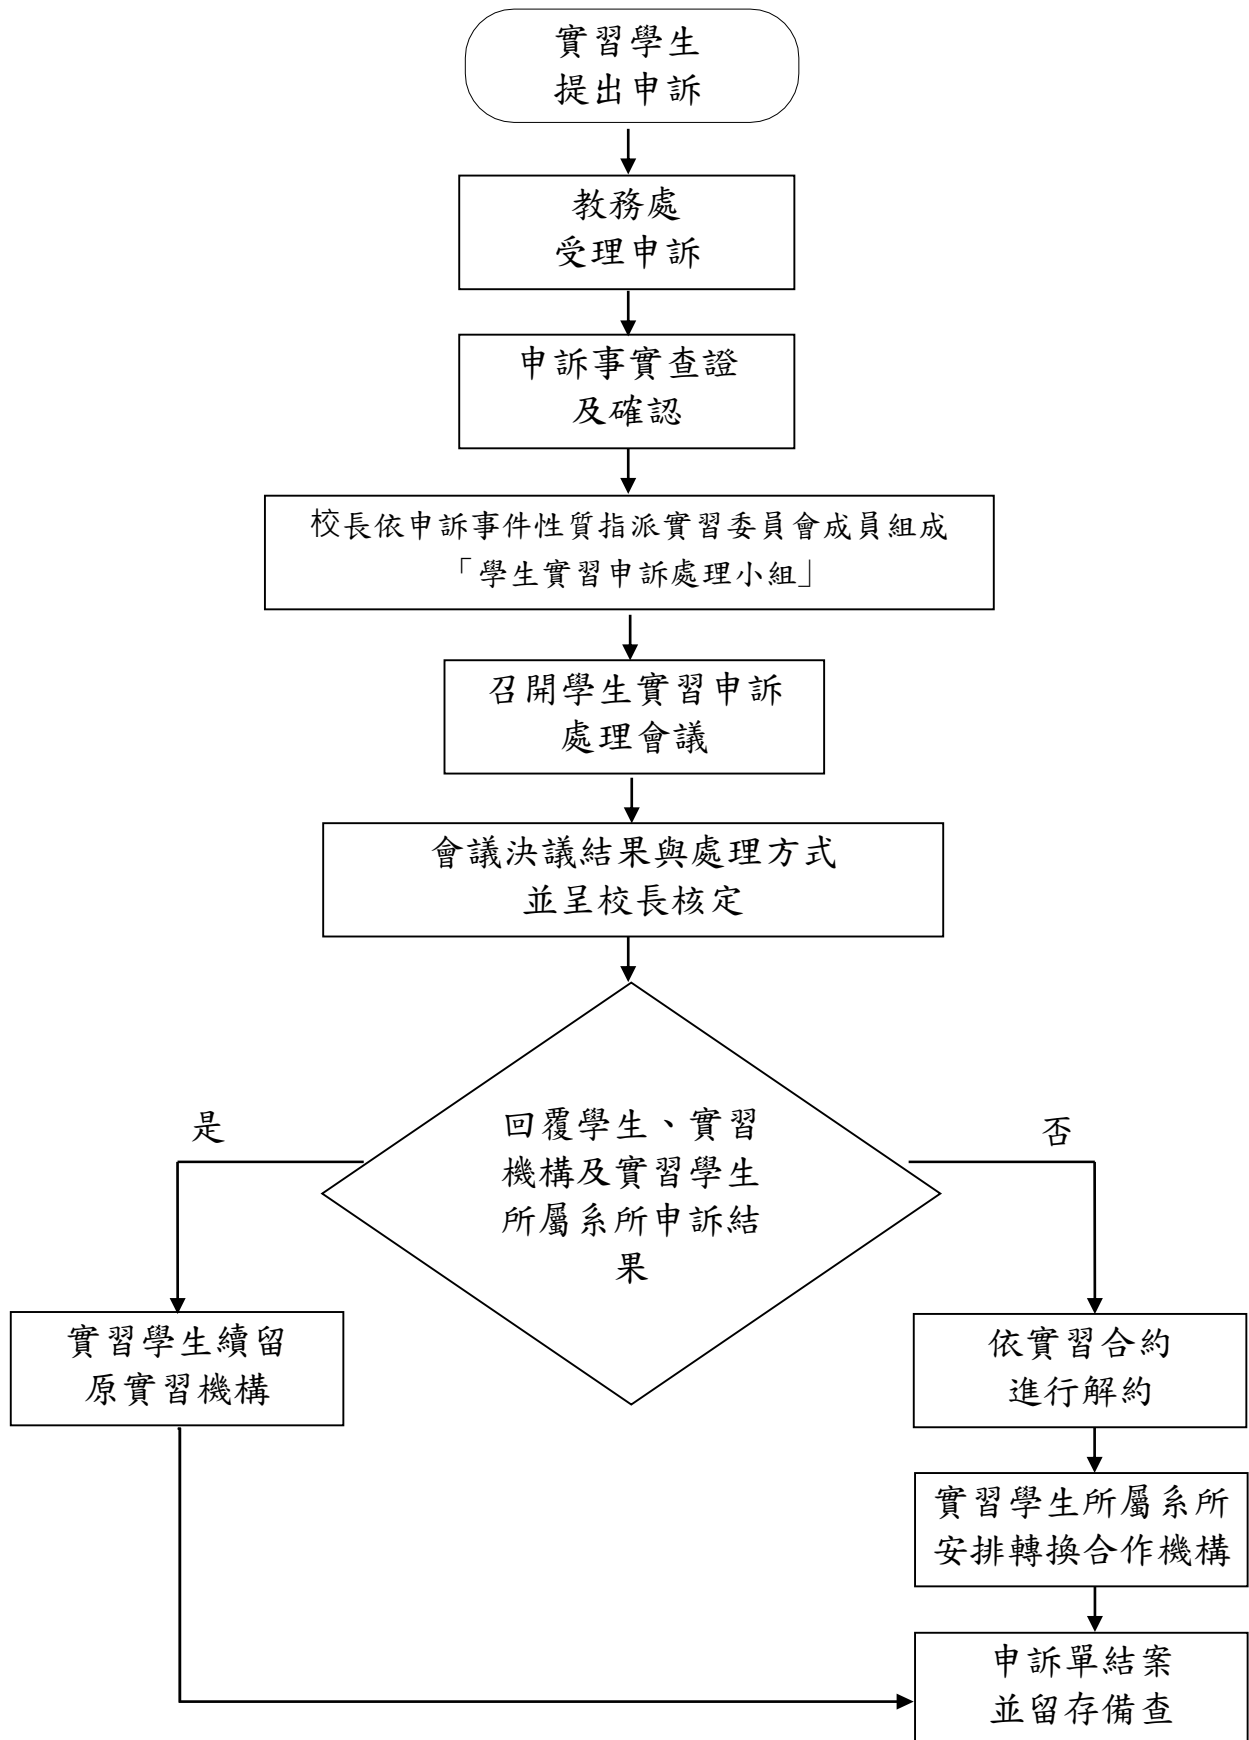 實習學生
提出申訴
教務處
受理申訴
申訴事實查證
及確認
校長依申訴事件性質指派實習委員會成員組成
「學生實習申訴處理小組」
召開學生實習申訴
處理會議
會議決議結果與處理方式
並呈校長核定
回覆學生、實習
機構及實習學生
所屬系所申訴結
果
是
否
實習學生續留
原實習機構
依實習合約
進行解約
實習學生所屬系所
安排轉換合作機構
申訴單結案
並留存備查